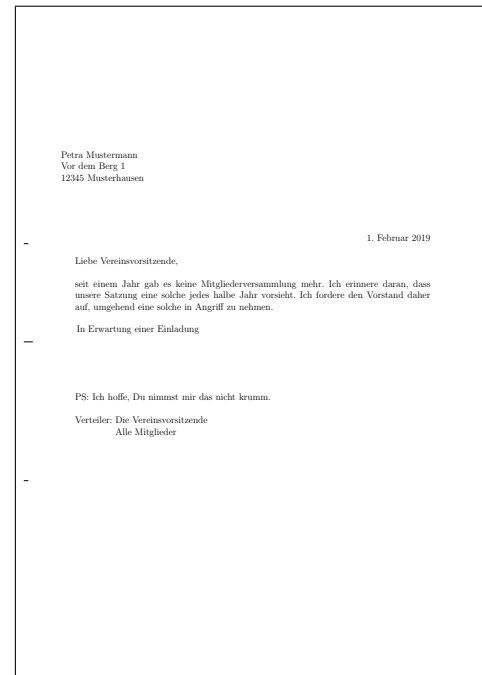 Petra Mustermann
Vor dem Berg 1
12345 Musterhausen
1. Februar 2019
Liebe Vereinsvorsitzende,
seit einem Jahr gab es keine Mitgliederversammlung mehr. Ich erinnere daran, dass
unsere Satzung eine solche jedes halbe Jahr vorsieht. Ich fordere den Vorstand daher
auf, umgehend eine solche in Angriff zu nehmen.
In Erwartung einer Einladung
PS: Ich hoffe, Du nimmst mir das nicht krumm.
Verteiler: Die Vereinsvorsitzende
Alle Mitglieder